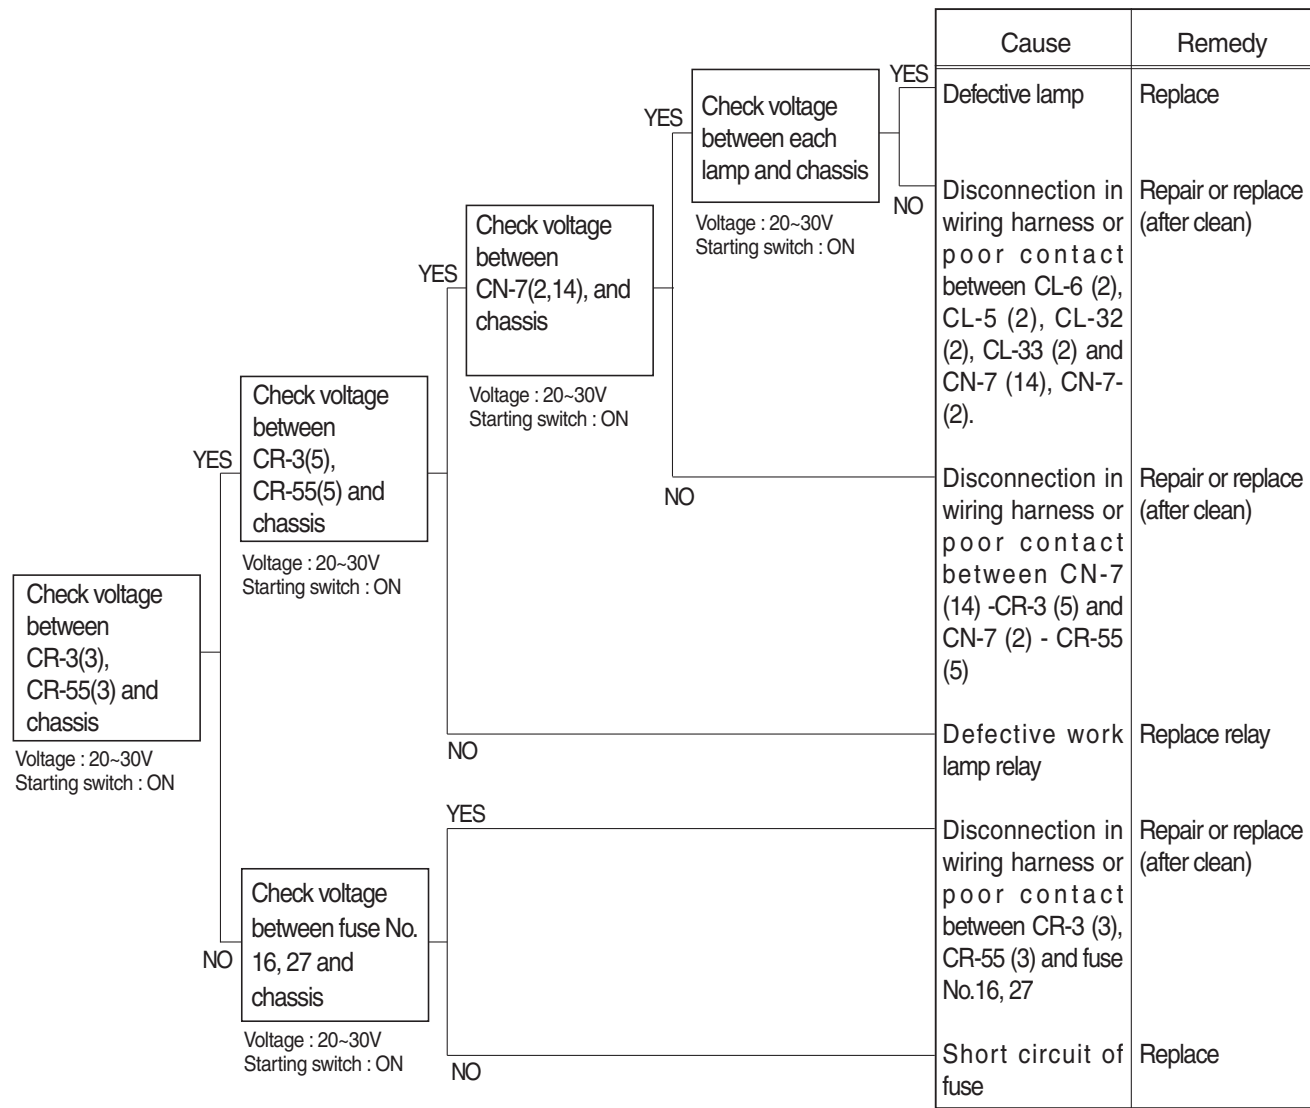 Cause
Remedy
YES
Defective lamp
Replace
Check voltage
between each
lamp and chassis
YES
Voltage : 20~30V
Starting switch : ON
NO
Disconnection in
wiring harness or
poor contact
between CL-6 (2),
CL-5 (2), CL-32
(2), CL-33 (2) and
CN-7 (14), CN-7-
(2).
Repair or replace
(after clean)
Check voltage
between
CN-7(2,14), and
chassis
YES
Voltage : 20~30V
Starting switch : ON
NO
Disconnection in
wiring harness or
poor contact
between CN-7
(14) -CR-3 (5) and
CN-7 (2) - CR-55
(5)
Repair or replace
(after clean)
Check voltage
between
CR-3(5),
CR-55(5) and
chassis
YES
Voltage : 20~30V
Starting switch : ON
NO
Defective work
lamp relay
Replace relay
Check voltage
between
CR-3(3),
CR-55(3) and
chassis
Voltage : 20~30V
Starting switch : ON
YES
Disconnection in
wiring harness or
poor contact
between CR-3 (3),
CR-55 (3) and fuse
No.16, 27
Repair or replace
(after clean)
NO
Check voltage
between fuse No.
16, 27 and
chassis
Voltage : 20~30V
Starting switch : ON
NO
Short circuit of
fuse
Replace